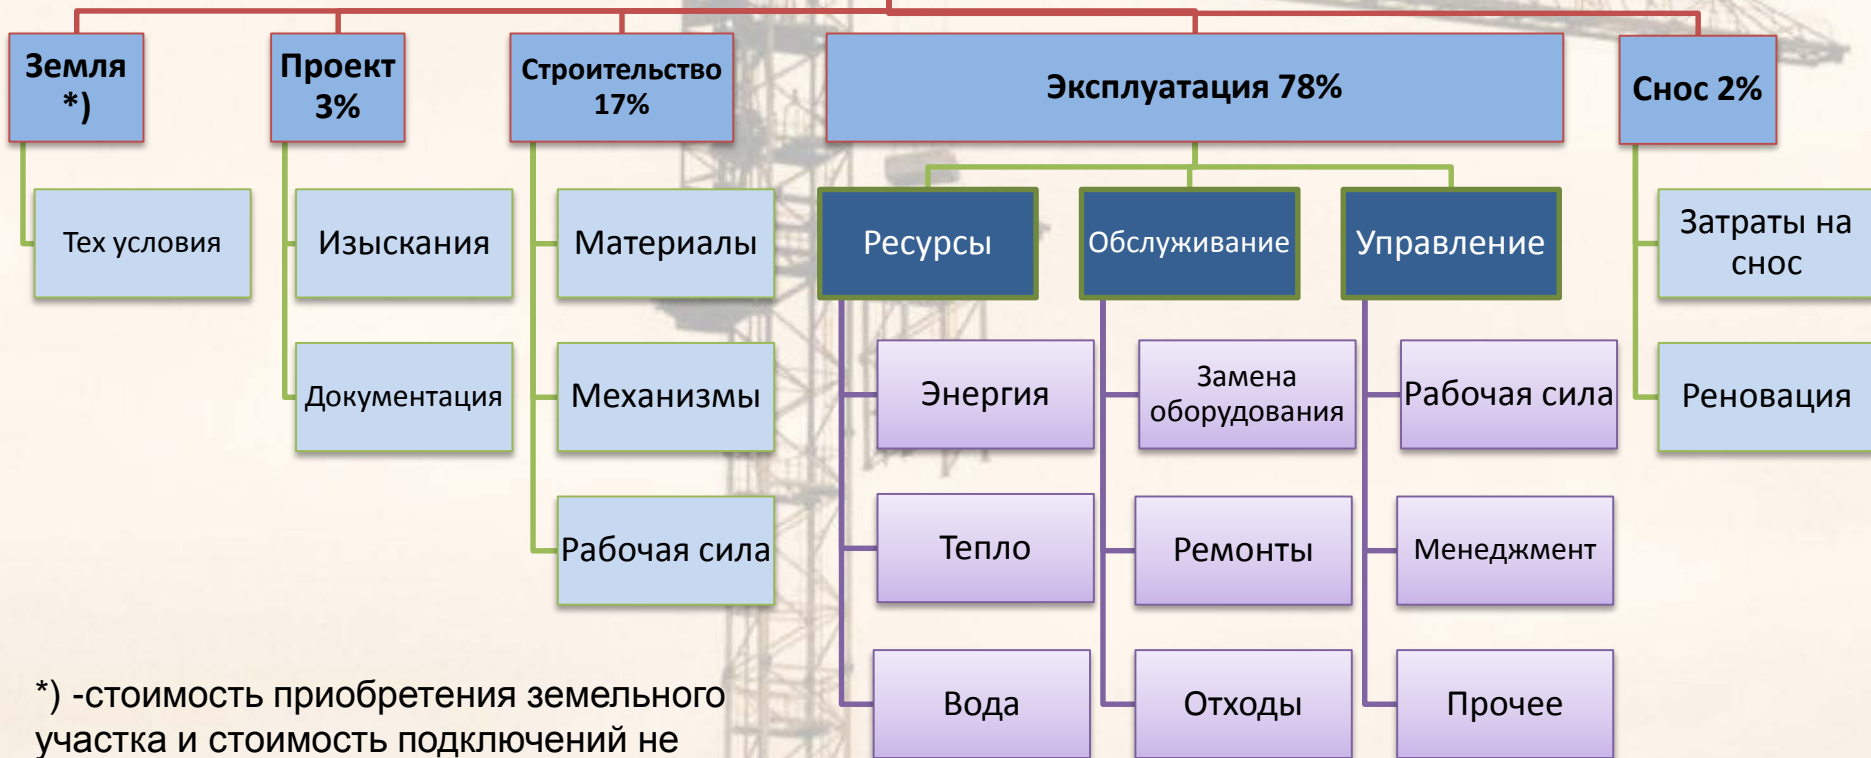 Земля
*)
Проект
3%
Строительство
17%
Эксплуатация 78%
Снос 2%
Тех условия
Изыскания
Материалы
Ресурсы
Обслуживание
Управление
Затраты на
снос
Документация
Механизмы
Энергия
Замена
оборудования
Рабочая сила
Реновация
Рабочая сила
Тепло
Ремонты
Менеджмент
Вода
Отходы
Прочее
*) -стоимость приобретения земельного
участка и стоимость подключений не